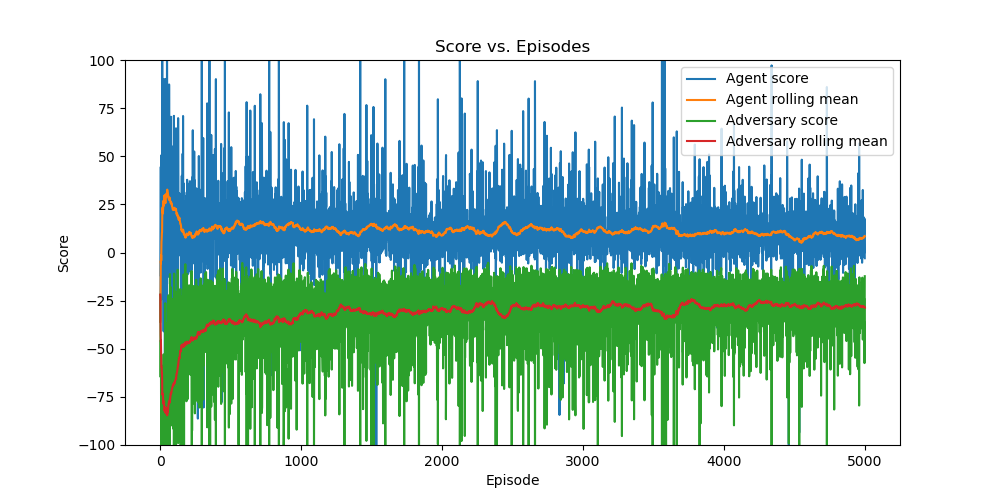 Score vs. Episodes
100
75
50
25
0
−25
−50
−75
−100
Score
Agent score
Agent rolling mean
Adversary score
Adversary rolling mean
0
1000
2000
3000
4000
5000
Episode